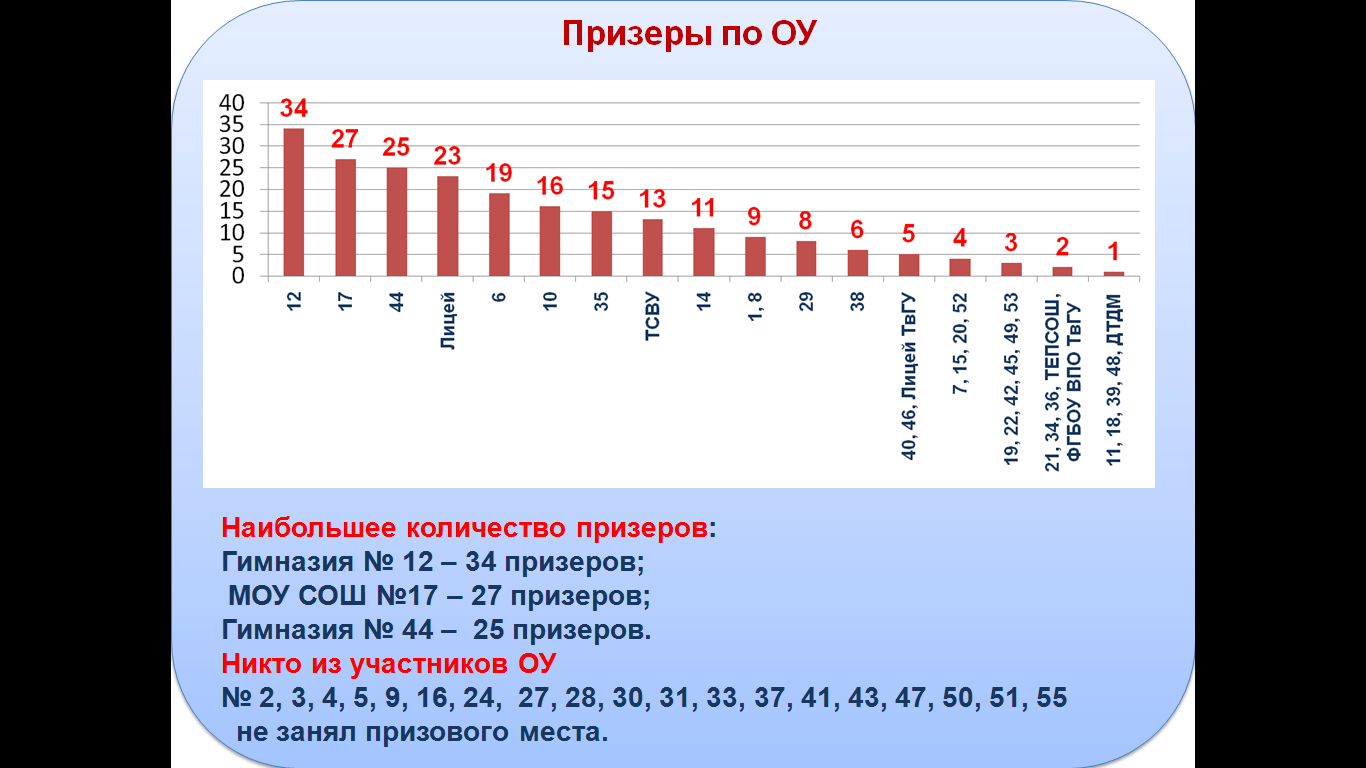 Призеры по ОУ
40
35
30
25
20
15
10
5
0
34
27
25
23
19
16
15
13
11
9
8
6
5
4
3
2
1
12
17
44
Лицей
6
10
35
ТСВУ
14
1, 8
29
38
40, 46, Лицей ТвГУ
7, 15, 20, 52
19, 22, 42, 45, 49, 53
21, 34, 36, ТЕПСОШ,
ФГБОУ ВПО ТвГУ
11, 18, 39, 48, ДТДМ
Наибольшее количество призеров:
Гимназия № 12 – 34 призеров;
МОУ СОШ №17 – 27 призеров;
Гимназия № 44 – 25 призеров.
Никто из участников ОУ
№ 2, 3, 4, 5, 9, 16, 24, 27, 28, 30, 31, 33, 37, 41, 43, 47, 50, 51, 55
не занял призового места.